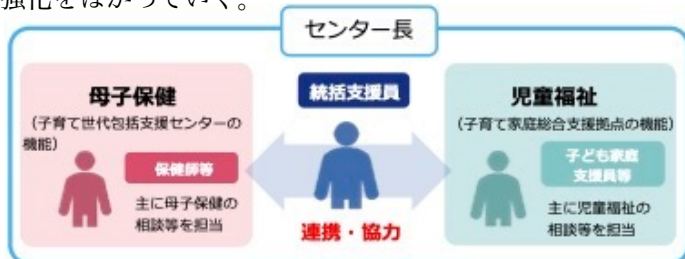 強化をはかっていく。
センター長
母子保健
(子育て世代包括支援センターの
機能)
保健師等
主に母子保健の
相談等を担当
統括支援員
連携・協力
児童福祉
(子育て家庭総合支援拠点の機能)
子ども家庭
支援員等
主に児童福祉の
相談等を担当